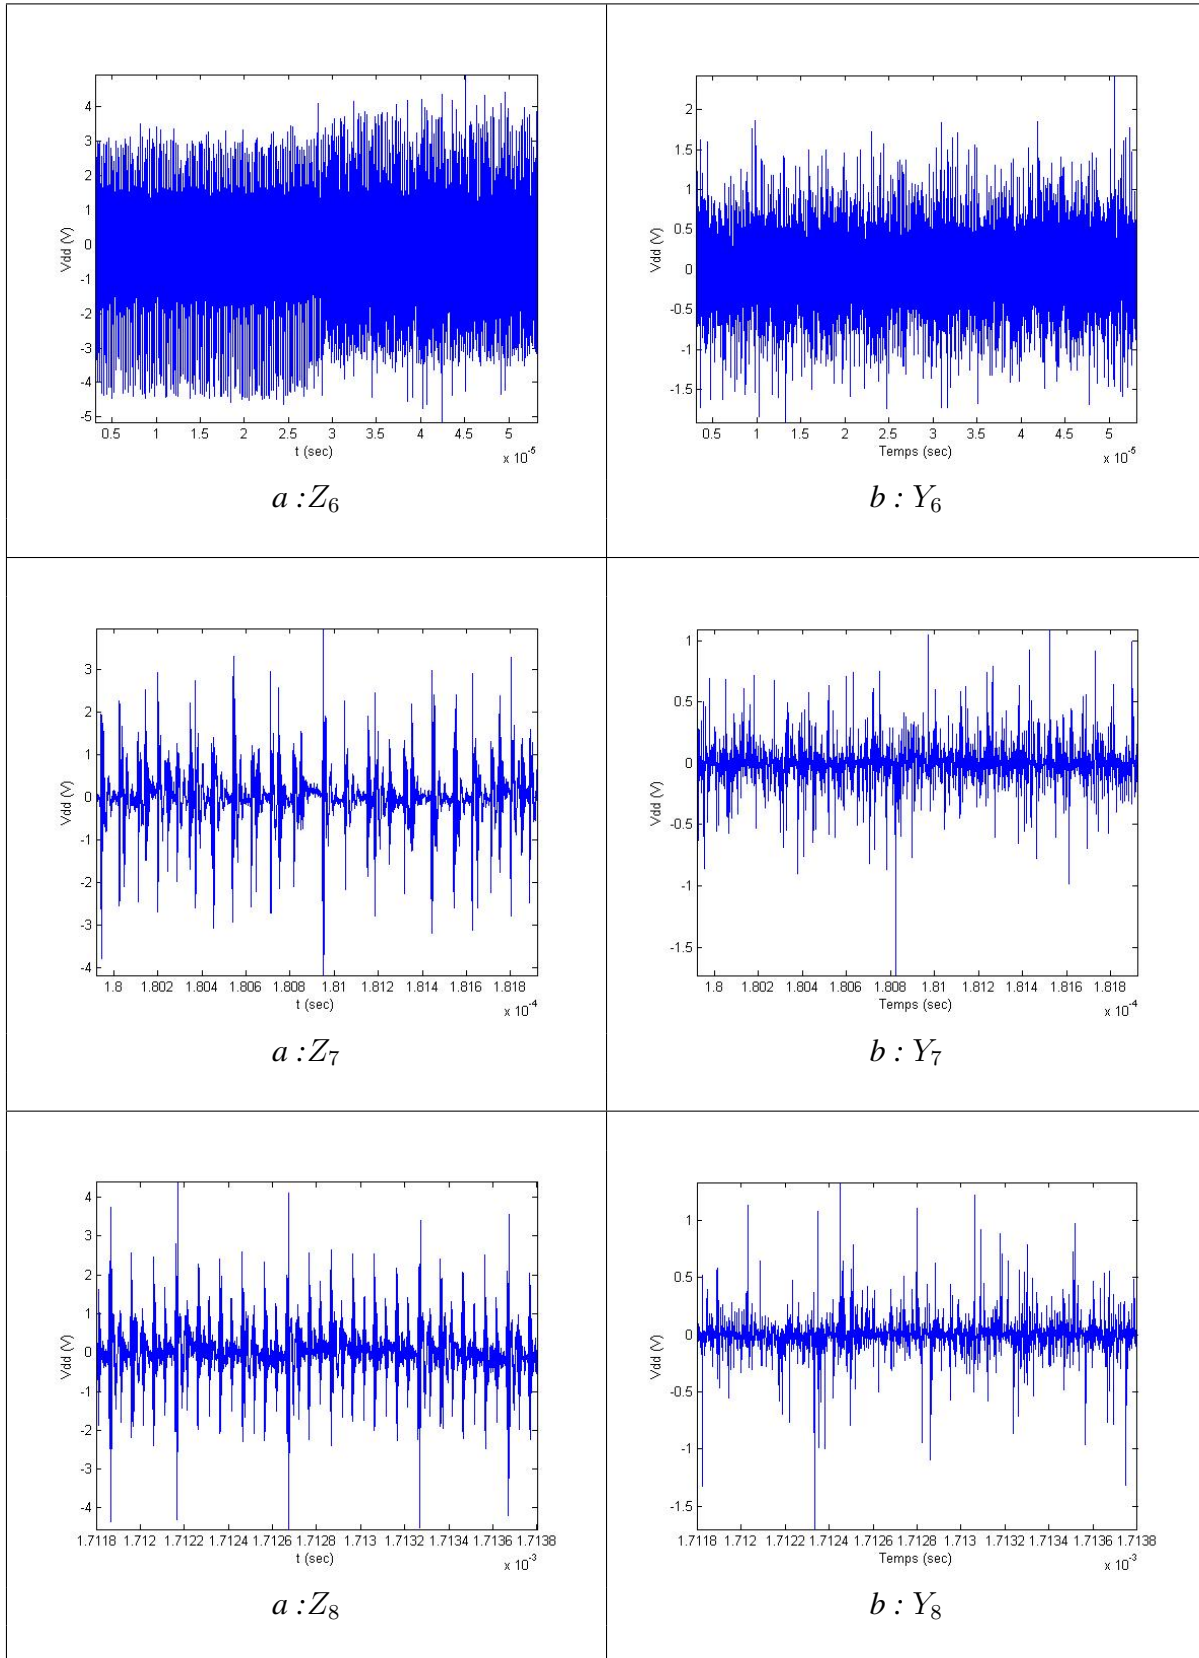 4
3
2
1
0
-1
-2
-3
-4
-5
Vdd (V)
0.5 1 1.5 2 2.5 3 3.5 4 4.5 5
t (sec)
x 10⁻⁵
a :Z₆
2
1.5
1
0.5
0
-0.5
-1
-1.5
Vdd (V)
0.5 1 1.5 2 2.5 3 3.5 4 4.5 5
Temps (sec)
x 10⁻⁵
b : Y₆
3
2
1
0
-1
-2
-3
-4
Vdd (V)
1.8 1.802 1.804 1.806 1.808 1.81 1.812 1.814 1.816 1.818
t (sec)
x 10⁻⁴
a :Z₇
1
0.5
0
-0.5
-1
-1.5
Vdd (V)
1.8 1.802 1.804 1.806 1.808 1.81 1.812 1.814 1.816 1.818
Temps (sec)
x 10⁻⁴
b : Y₇
4
3
2
1
0
-1
-2
-3
-4
Vdd (V)
1.7118 1.712 1.7122 1.7124 1.7126 1.7128 1.713 1.7132 1.7134 1.7136 1.7138
t (sec)
x 10⁻³
a :Z₈
1
0.5
0
-0.5
-1
-1.5
Vdd (V)
1.7118 1.712 1.7122 1.7124 1.7126 1.7128 1.713 1.7132 1.7134 1.7136 1.7138
Temps (sec)
x 10⁻³
b : Y₈